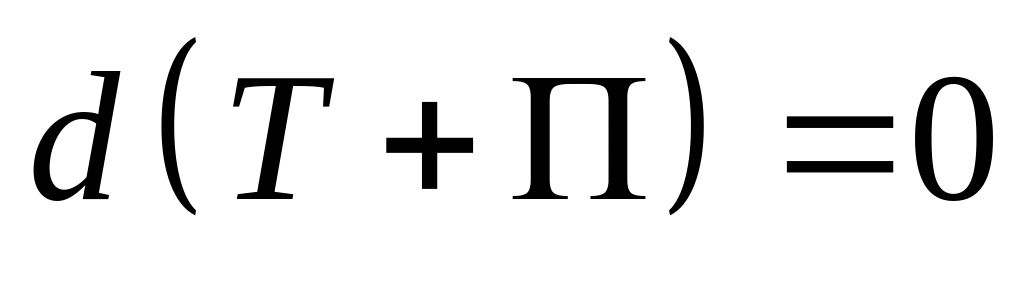 d(T + П) =0